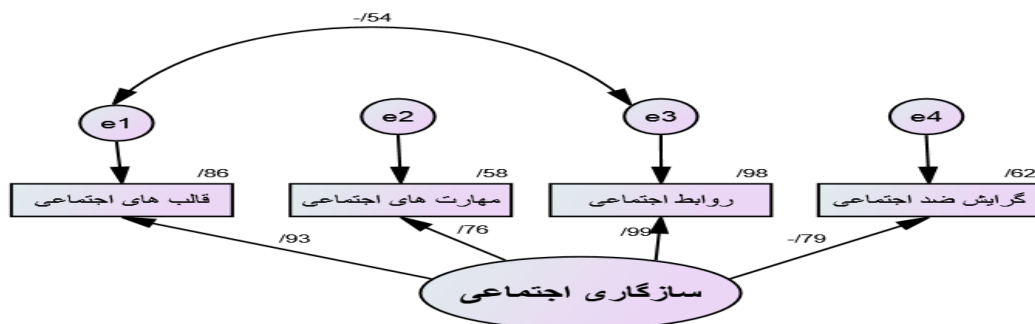 -/54
e1
e2
e3
e4
/86
/58
/98
/62
قالب های اجتماعی
مهارت های اجتماعی
روابط اجتماعی
گرایش ضد اجتماعی
/93
/76
/99
-/79
سازگاری اجتماعی